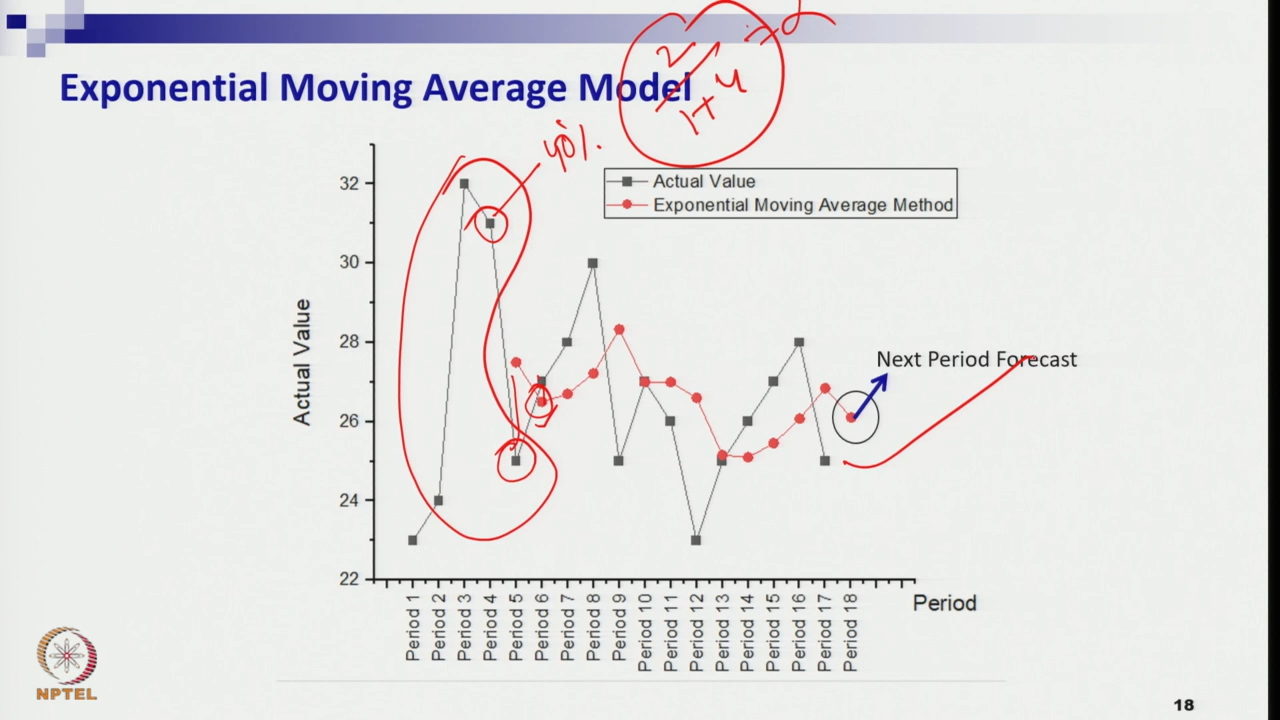 Exponential Moving Average Model
2
1+4
=α
40%.
Actual Value
Exponential Moving Average Method
32
30
28
26
24
22
Actual Value
Next Period Forecast
Period 1
Period 2
Period 3
Period 4
Period 5
Period 6
Period 7
Period 8
Period 9
Period 10
Period 11
Period 12
Period 13
Period 14
Period 15
Period 16
Period 17
Period 18
Period
NPTEL
18